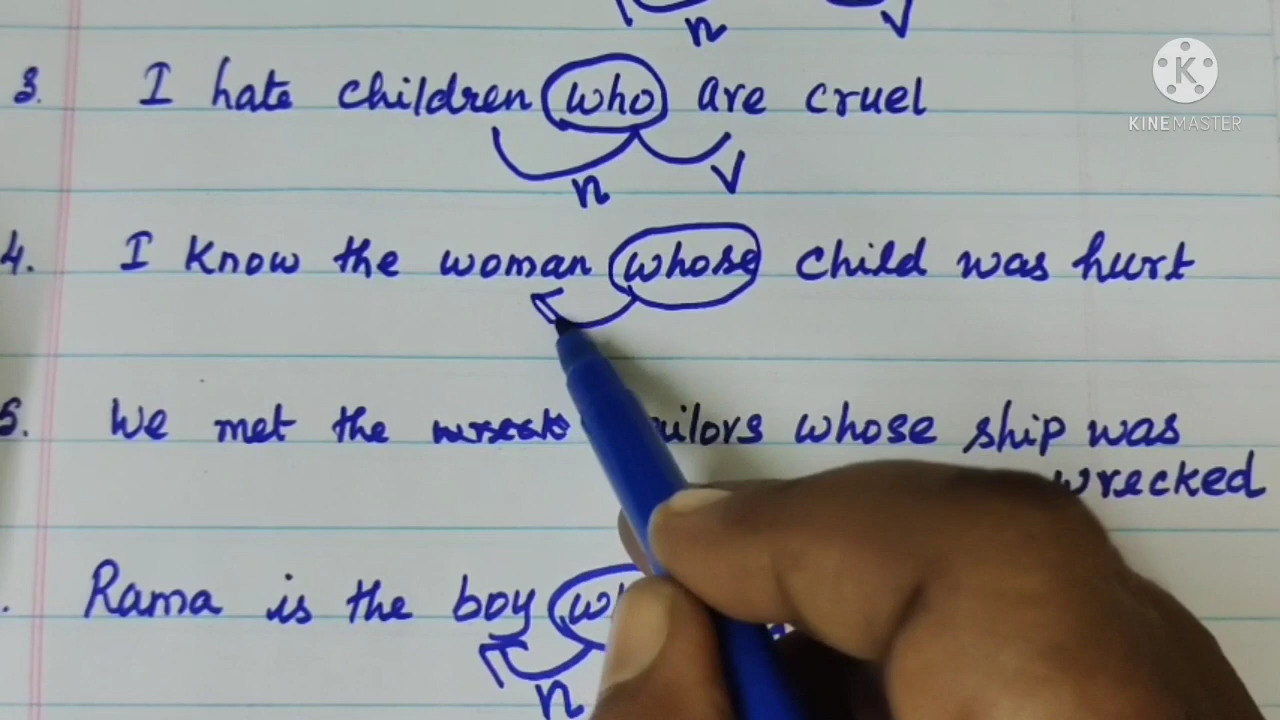 n v
3. I hate children who are cruel
n v
4. I know the woman whose child was hurt
5. We met the whose ship was
wrecked
Rama is the boy
n
K
KINEMASTER